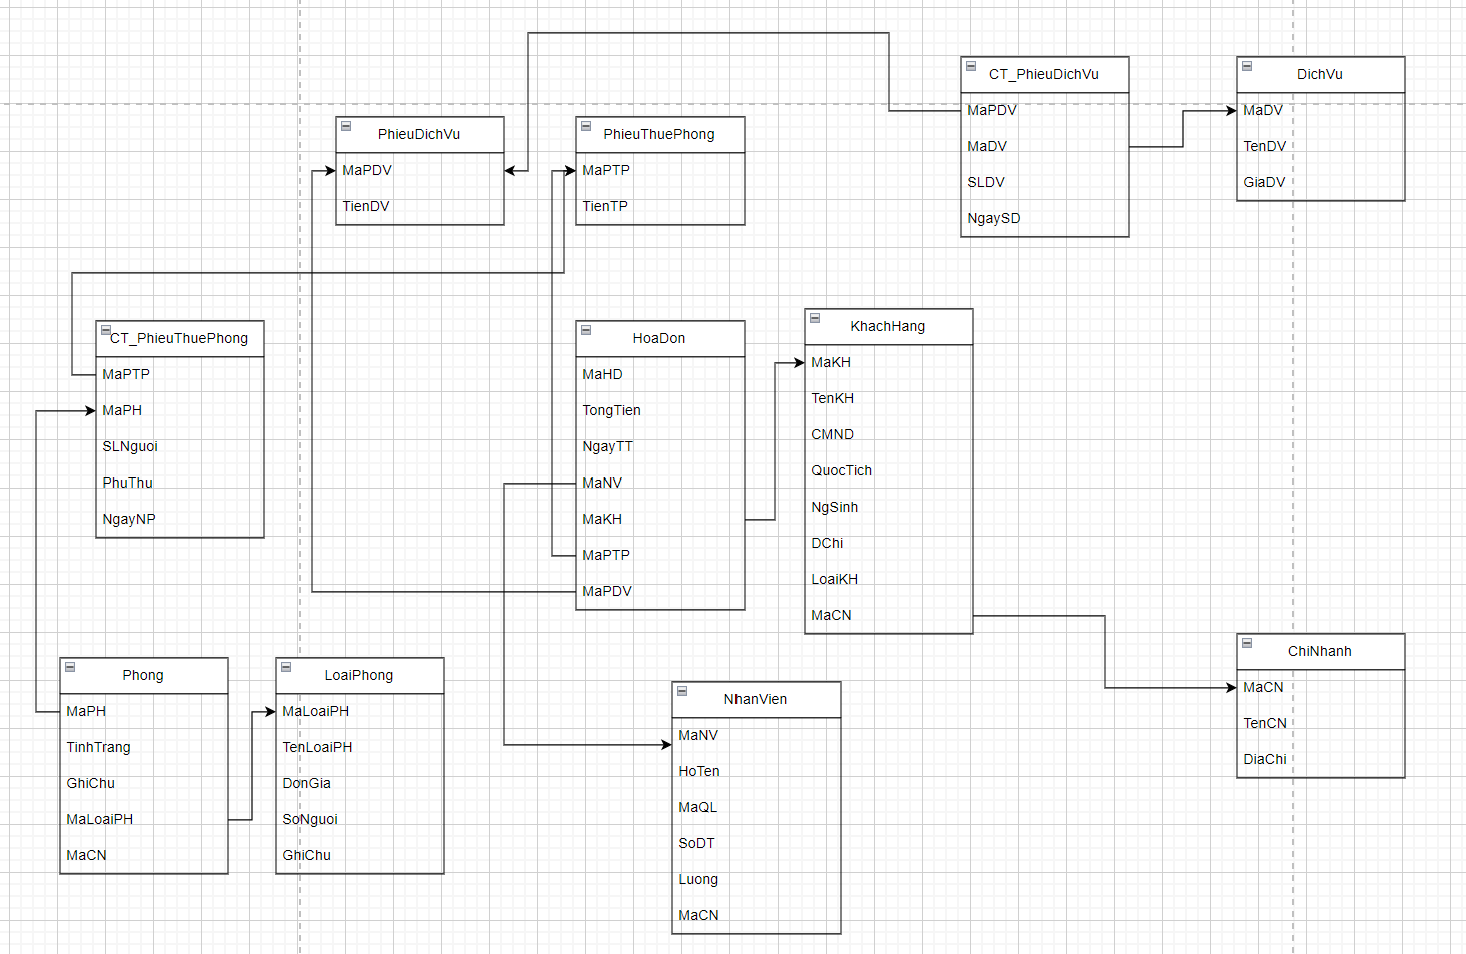 CT_PhieuDichVu
MaPDV
MaDV
SLDV
NgaySD
DichVu
MaDV
TenDV
GiaDV
PhieuDichVu
MaPDV
TienDV
PhieuThuePhong
MaPTP
TienTP
CT_PhieuThuePhong
MaPTP
MaPH
SLNguoi
PhuThu
NgayNP
HoaDon
MaHD
TongTien
NgayTT
MaNV
MaKH
MaPTP
MaPDV
KhachHang
MaKH
TenKH
CMND
QuocTich
NgSinh
DChi
LoaiKH
MaCN
ChiNhanh
MaCN
TenCN
DiaChi
Phong
MaPH
TinhTrang
GhiChu
MaLoaiPH
MaCN
LoaiPhong
MaLoaiPH
TenLoaiPH
DonGia
SoNguoi
GhiChu
NhanVien
MaNV
HoTen
MaQL
SoDT
Luong
MaCN